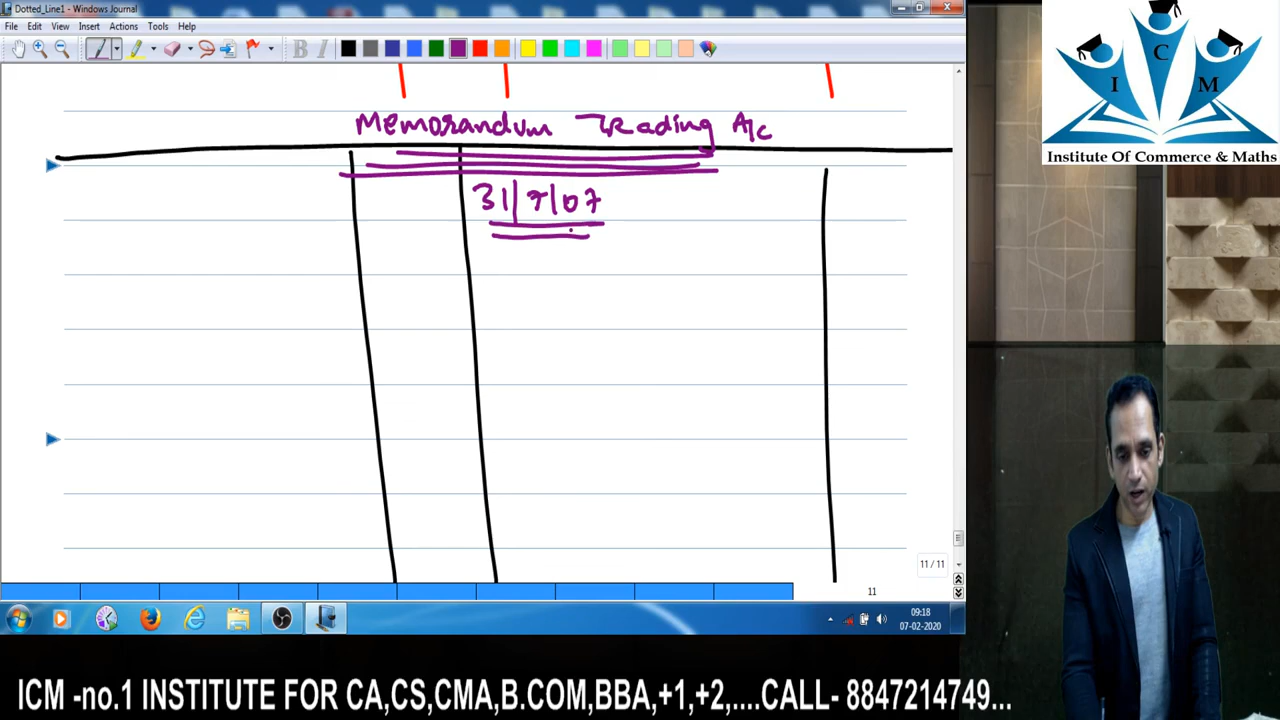 Dotted_Line1 - Windows Journal
File Edit View Insert Actions Tools Help
B I
Memorandum Trading A/c
31/7/07
11 / 11
11
09:18
07-02-2020
I C M
Institute Of Commerce & Maths
ICM -no.1 INSTITUTE FOR CA,CS,CMA,B.COM,BBA,+1,+2,....CALL- 8847214749...